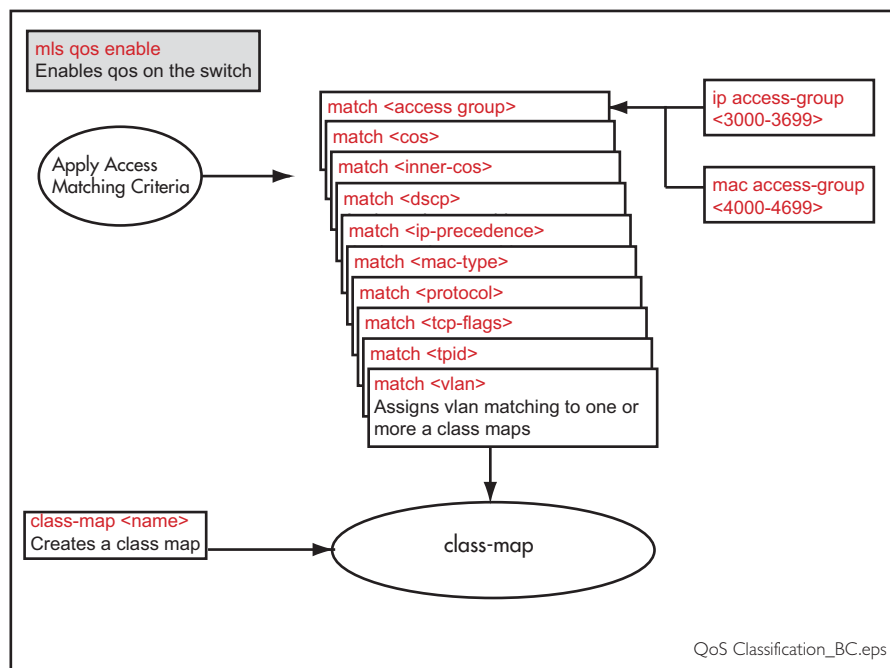 mls qos enable
Enables qos on the switch
Apply Access
Matching Criteria
match <access group>
match <cos>
match <inner-cos>
match <dscp>
match <ip-precedence>
match <mac-type>
match <protocol>
match <tcp-flags>
match <tpid>
match <vlan>
Assigns vlan matching to one or
more a class maps
ip access-group
<3000-3699>
mac access-group
<4000-4699>
class-map <name>
Creates a class map
class-map
QoS Classification_BC.eps